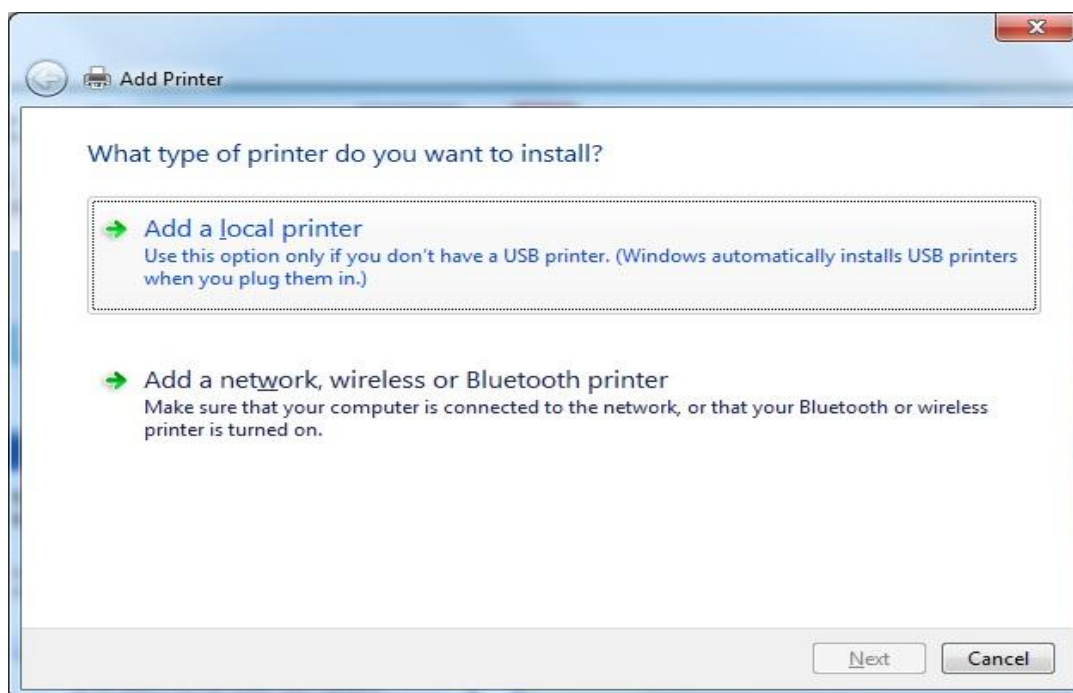 Add Printer
What type of printer do you want to install?
Add a local printer
Use this option only if you don't have a USB printer. (Windows automatically installs USB printers
when you plug them in.)
Add a network, wireless or Bluetooth printer
Make sure that your computer is connected to the network, or that your Bluetooth or wireless
printer is turned on.
Next Cancel